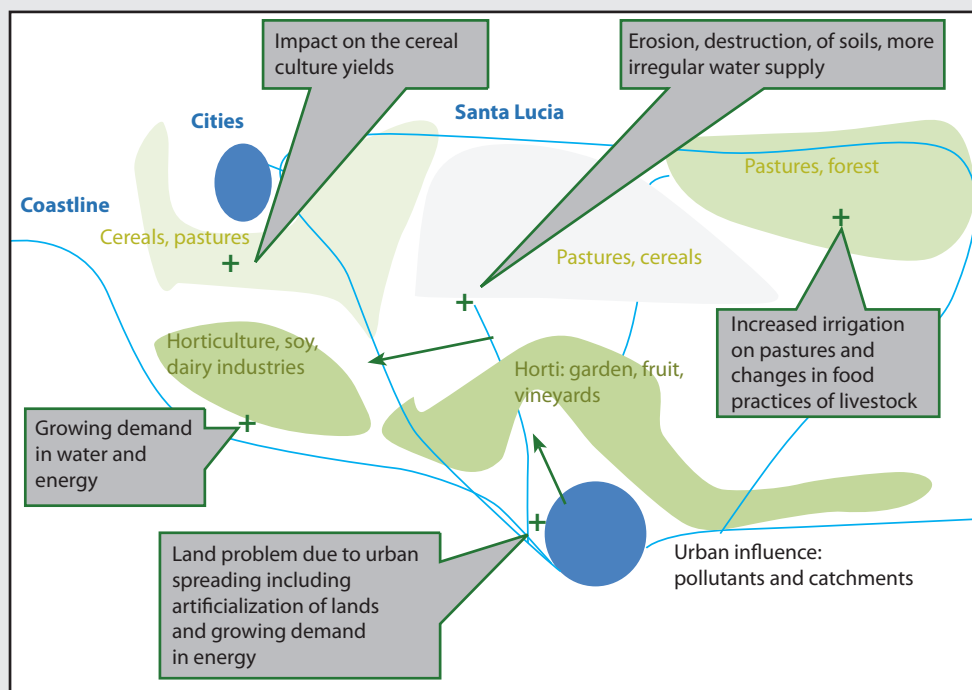 Impact on the cereal
culture yields
Erosion, destruction, of soils, more
irregular water supply
Santa Lucia
Cities
Pastures, forest
Coastline
Cereals, pastures
Pastures, cereals
Increased irrigation
on pastures and
changes in food
practices of livestock
Horticulture, soy,
dairy industries
Horti: garden, fruit,
vineyards
Growing demand
in water and
energy
Land problem due to urban
spreading including
artificialization of lands
and growing demand
in energy
Urban influence:
pollutants and catchments